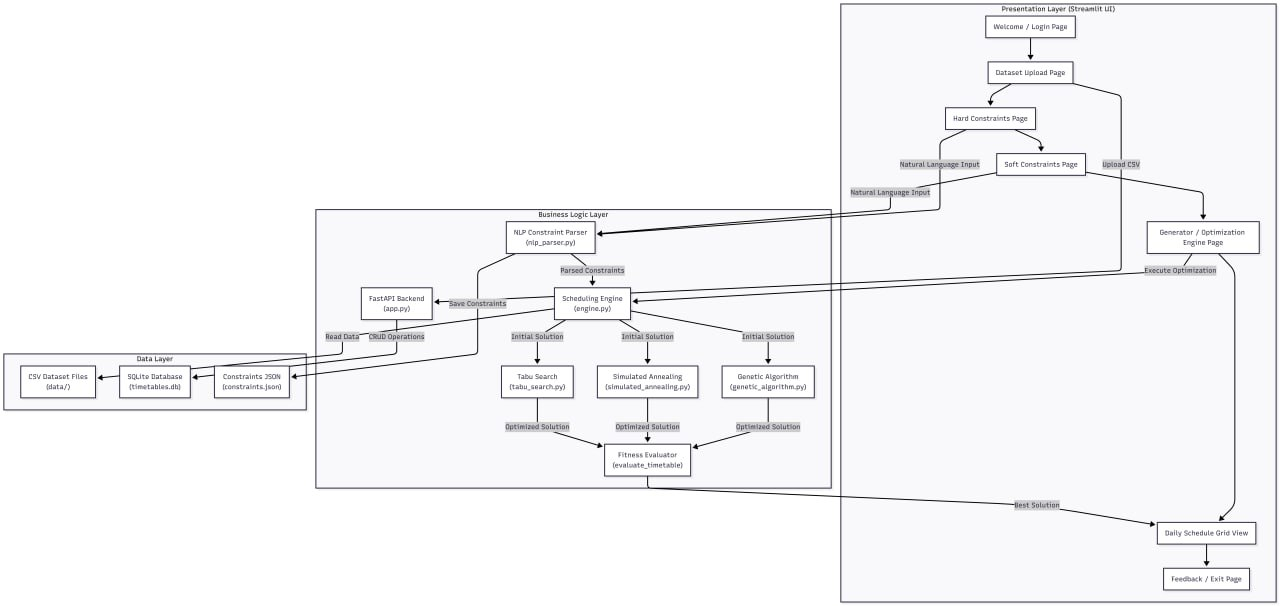 Presentation Layer (Streamlit UI)
Welcome / Login Page
Dataset Upload Page
Hard Constraints Page
Natural Language Input
Soft Constraints Page
Upload CSV
Natural Language Input
Generator / Optimization
Engine Page
Execute Optimization
Business Logic Layer
NLP Constraint Parser
(nlp_parser.py)
Parsed Constraints
FastAPI Backend
(app.py)
Save Constraints
Scheduling Engine
(engine.py)
Read Data
CRUD Operations
Initial Solution
Initial Solution
Initial Solution
Data Layer
CSV Dataset Files
(data/)
SQLite Database
(timetables.db)
Constraints JSON
(constraints.json)
Tabu Search
(tabu_search.py)
Simulated Annealing
(simulated_annealing.py)
Genetic Algorithm
(genetic_algorithm.py)
Optimized Solution
Optimized Solution
Optimized Solution
Fitness Evaluator
(evaluate_timetable)
Best Solution
Daily Schedule Grid View
Feedback / Exit Page